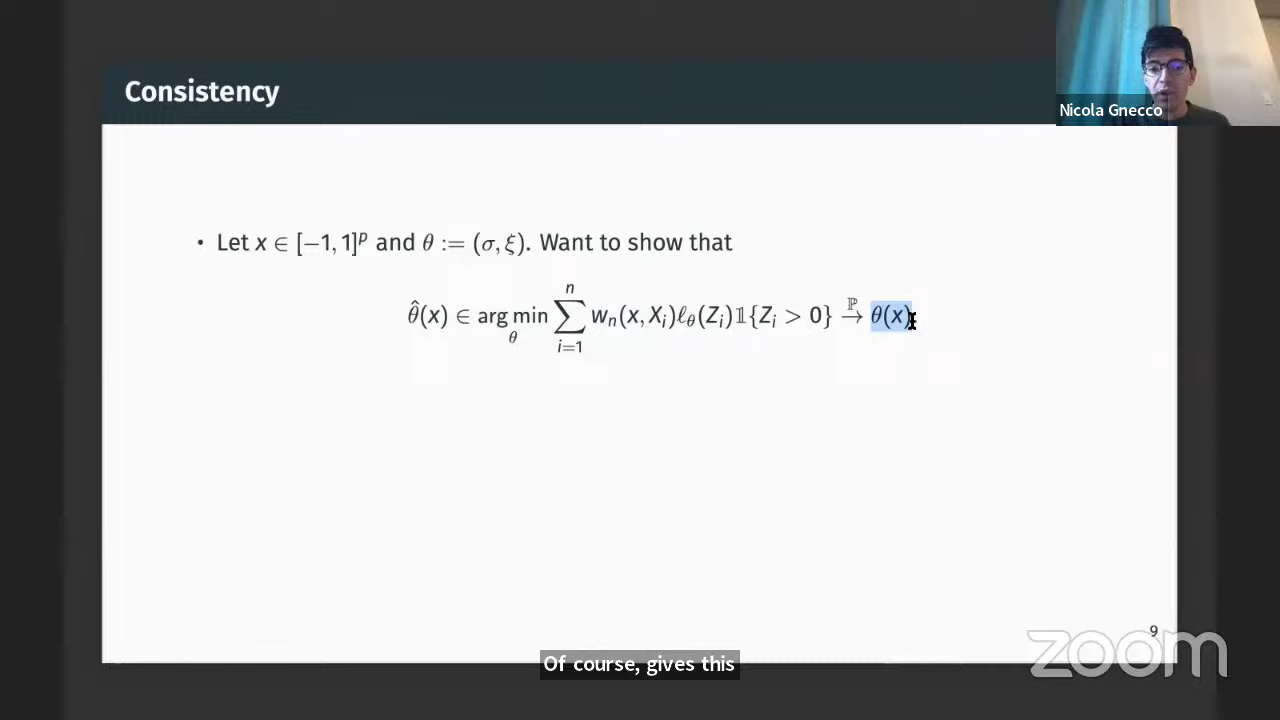 Consistency
Nicola Gnecco
• Let x ∈ [−1, 1]^p and θ := (σ, ξ). Want to show that
θ̂(x) ∈ arg min_θ ∑_{i=1}^{n} w_n(x, X_i)ℓ_θ(Z_i)𝟙{Z_i > 0} →^ℙ θ(x)
9
zoom
Of course, gives this